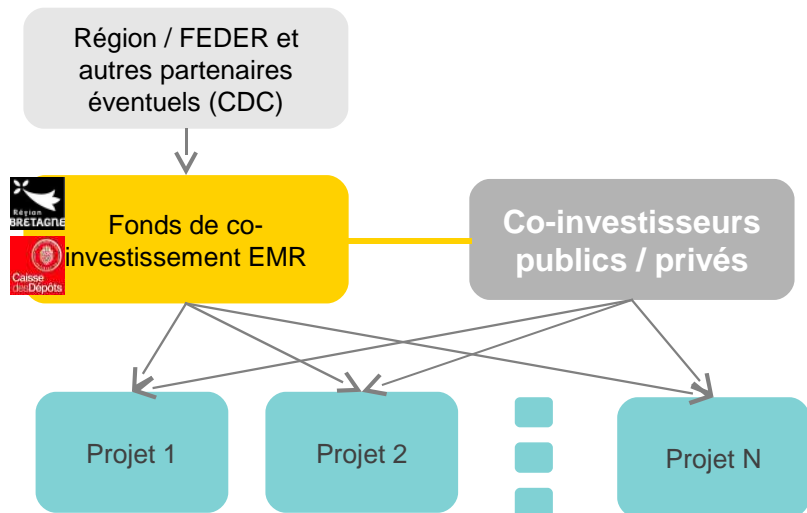 Région / FEDER et
autres partenaires
éventuels (CDC)
Région
BRETAGNE
Caisse
desDépôts
Fonds de co-
investissement EMR
Co-investisseurs
publics / privés
Projet 1
Projet 2
Projet N